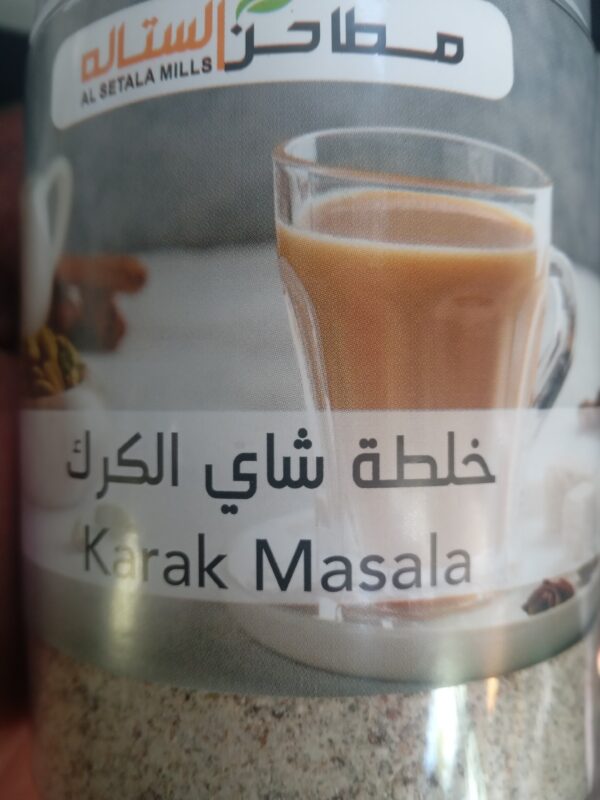 مطاحن الستاله
AL SETALA MILLS
خلطة شاي الكرك
Karak Masala